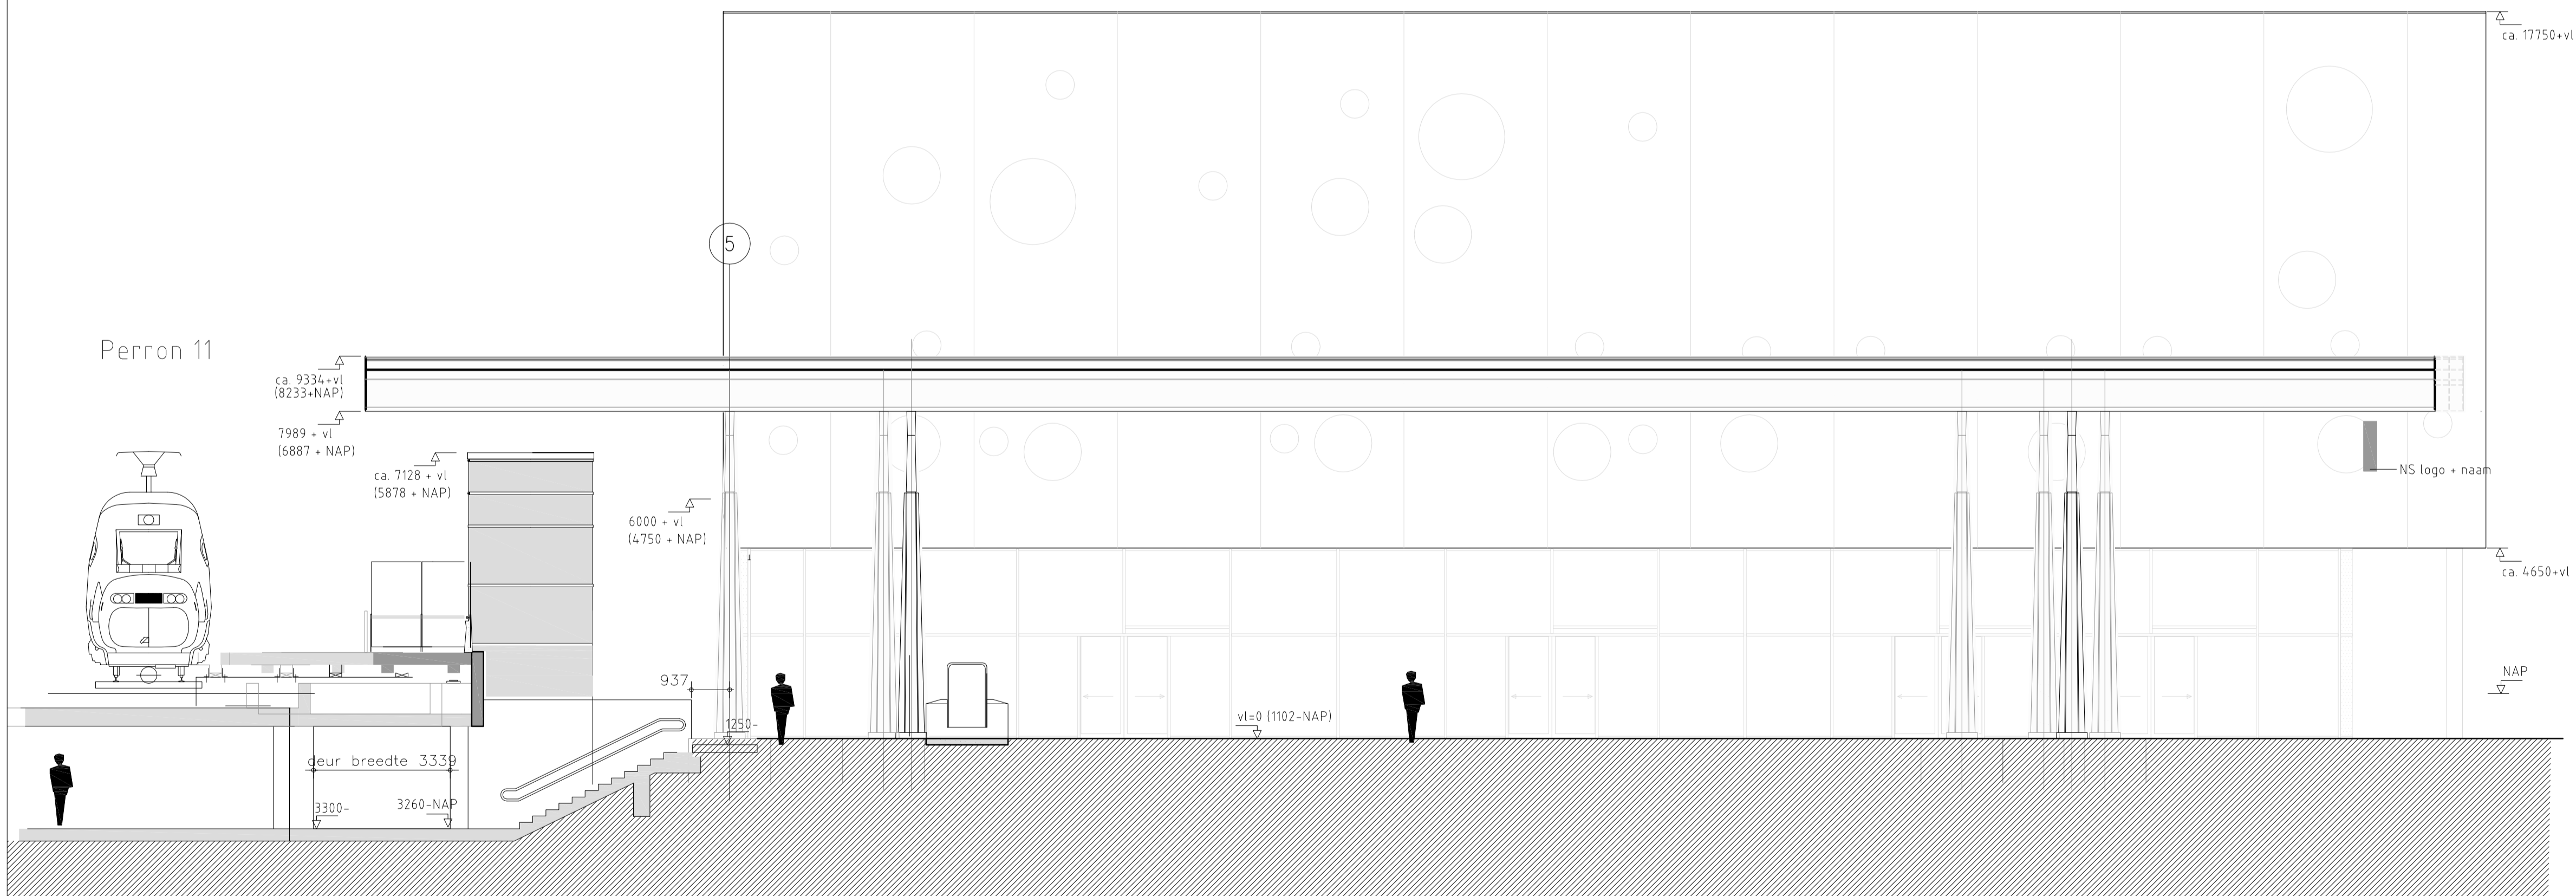 ca. 17750+vl
5
Perron 11
ca. 9334+vl
(8233+NAP)
7989 + vl
(6887 + NAP)
ca. 7128 + vl
(5878 + NAP)
NS logo + naam
6000 + vl
(4750 + NAP)
ca. 4650+vl
NAP
937
vl=0 (1102-NAP)
1250-
deur breedte 3339
3300-
3260-NAP